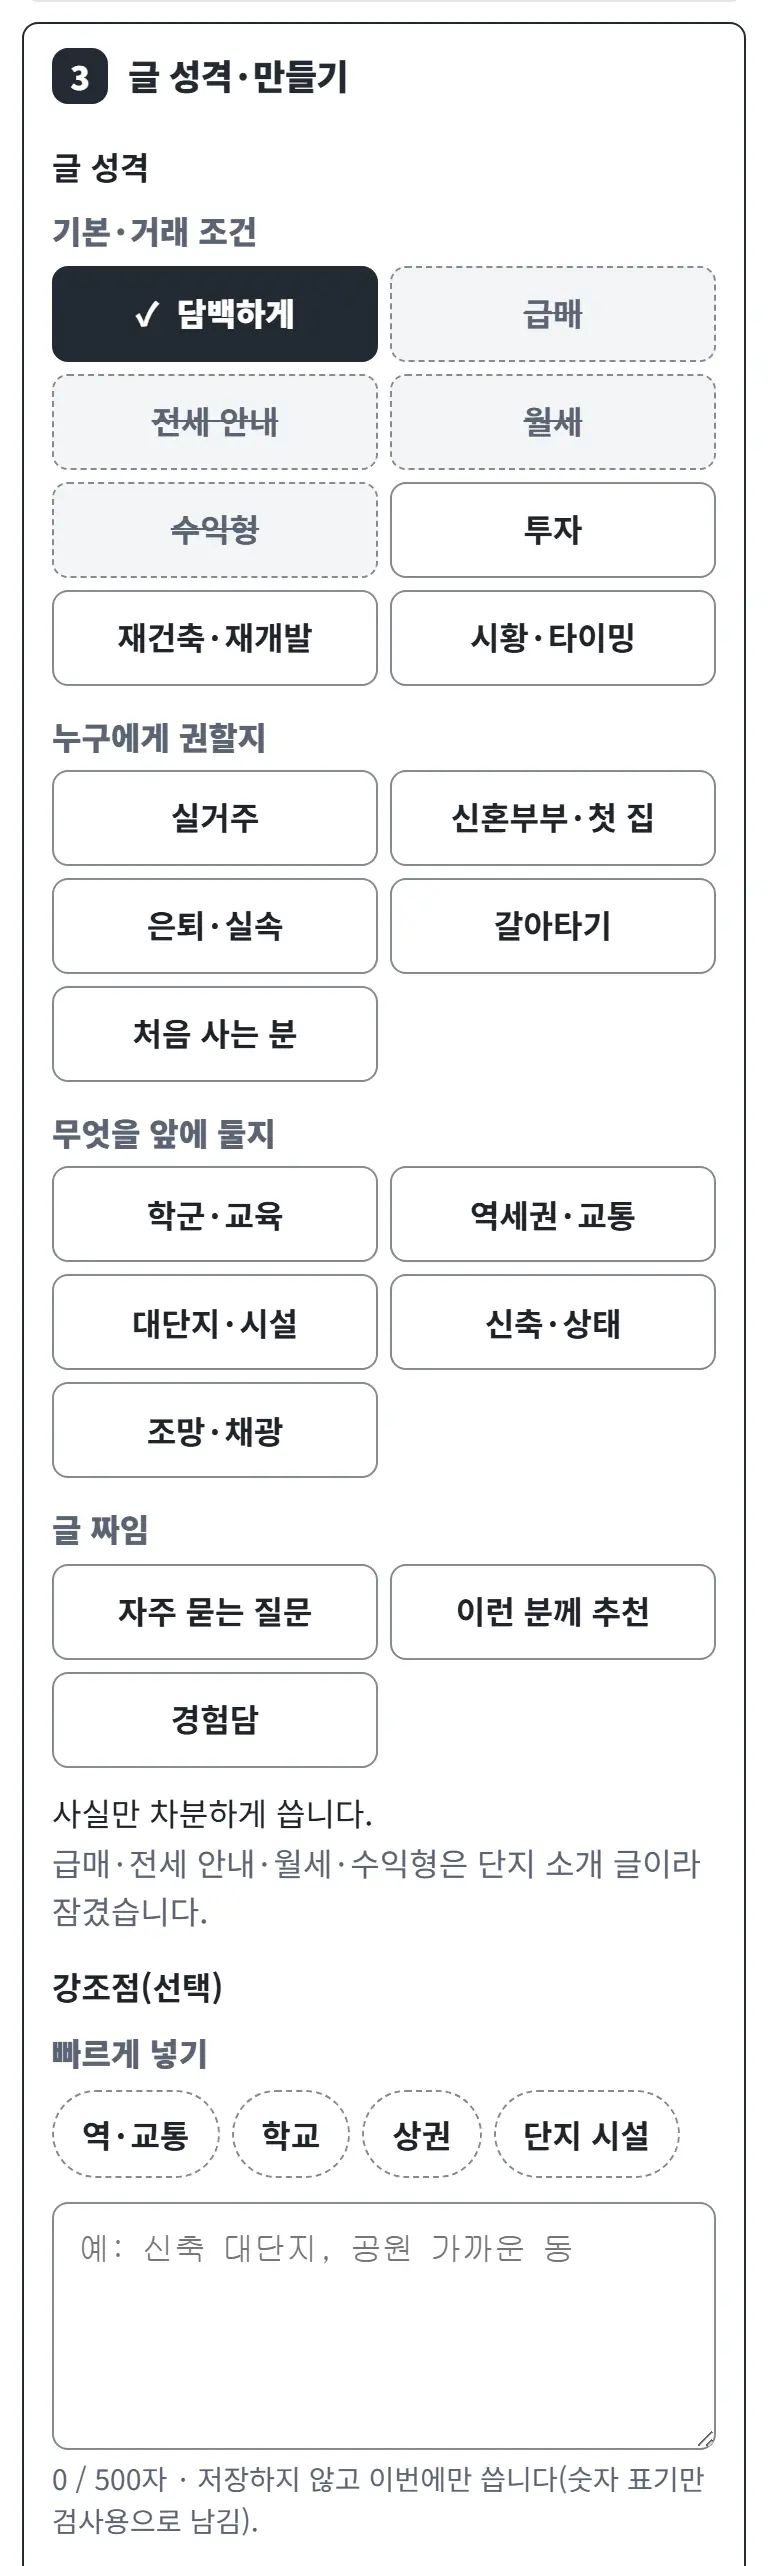 3 글 성격·만들기
글 성격
기본·거래 조건
✓ 담백하게
급매
전세 안내
월세
수익형
투자
재건축·재개발
시황·타이밍
누구에게 권할지
실거주
신혼부부·첫 집
은퇴·실속
갈아타기
처음 사는 분
무엇을 앞에 둘지
학군·교육
역세권·교통
대단지·시설
신축·상태
조망·채광
글 짜임
자주 묻는 질문
이런 분께 추천
경험담
사실만 차분하게 씁니다.
급매·전세 안내·월세·수익형은 단지 소개 글이라
잠겼습니다.
강조점(선택)
빠르게 넣기
역·교통
학교
상권
단지 시설
예: 신축 대단지, 공원 가까운 동
0 / 500자 · 저장하지 않고 이번에만 씁니다(숫자 표기만
검사용으로 남김).